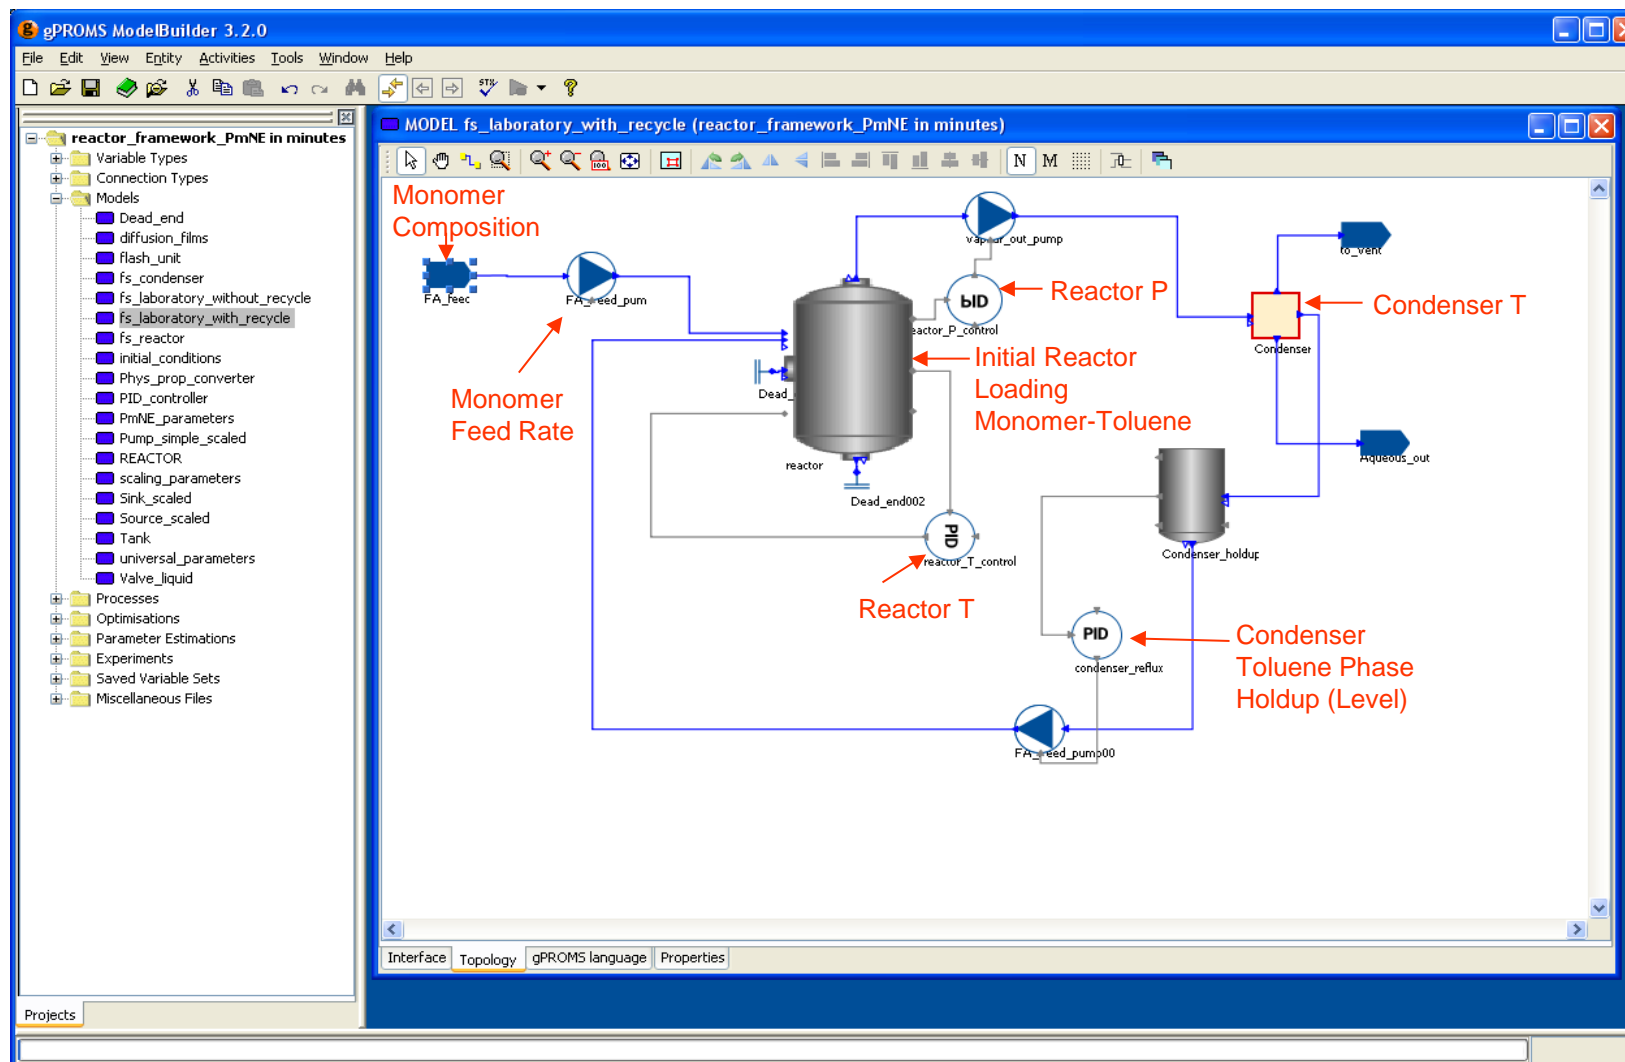 gPROMS ModelBuilder 3.2.0
File Edit View Entity Activities Tools Window Help
reactor_framework_PmNE in minutes
Variable Types
Connection Types
Models
Dead_end
diffusion_films
flash_unit
fs_condenser
fs_laboratory_without_recycle
fs_laboratory_with_recycle
fs_reactor
initial_conditions
Phys_prop_converter
PID_controller
PmNE_parameters
Pump_simple_scaled
REACTOR
scaling_parameters
Sink_scaled
Source_scaled
Tank
universal_parameters
Valve_liquid
Processes
Optimisations
Parameter Estimations
Experiments
Saved Variable Sets
Miscellaneous Files
Projects
MODEL fs_laboratory_with_recycle (reactor_framework_PmNE in minutes)
N M
Monomer
Composition
FA_feed
FA_feed_pum
Monomer
Feed Rate
vapour_out_pump
PID
reactor_P_control
Reactor P
to_vent
Condenser T
Condenser
Initial Reactor
Loading
Monomer-Toluene
Dead_
reactor
Dead_end002
Aqueous_out
PID
reactor_T_control
Reactor T
Condenser_holdup
PID
condenser_reflux
Condenser
Toluene Phase
Holdup (Level)
FA_feed_pump00
Interface Topology gPROMS language Properties